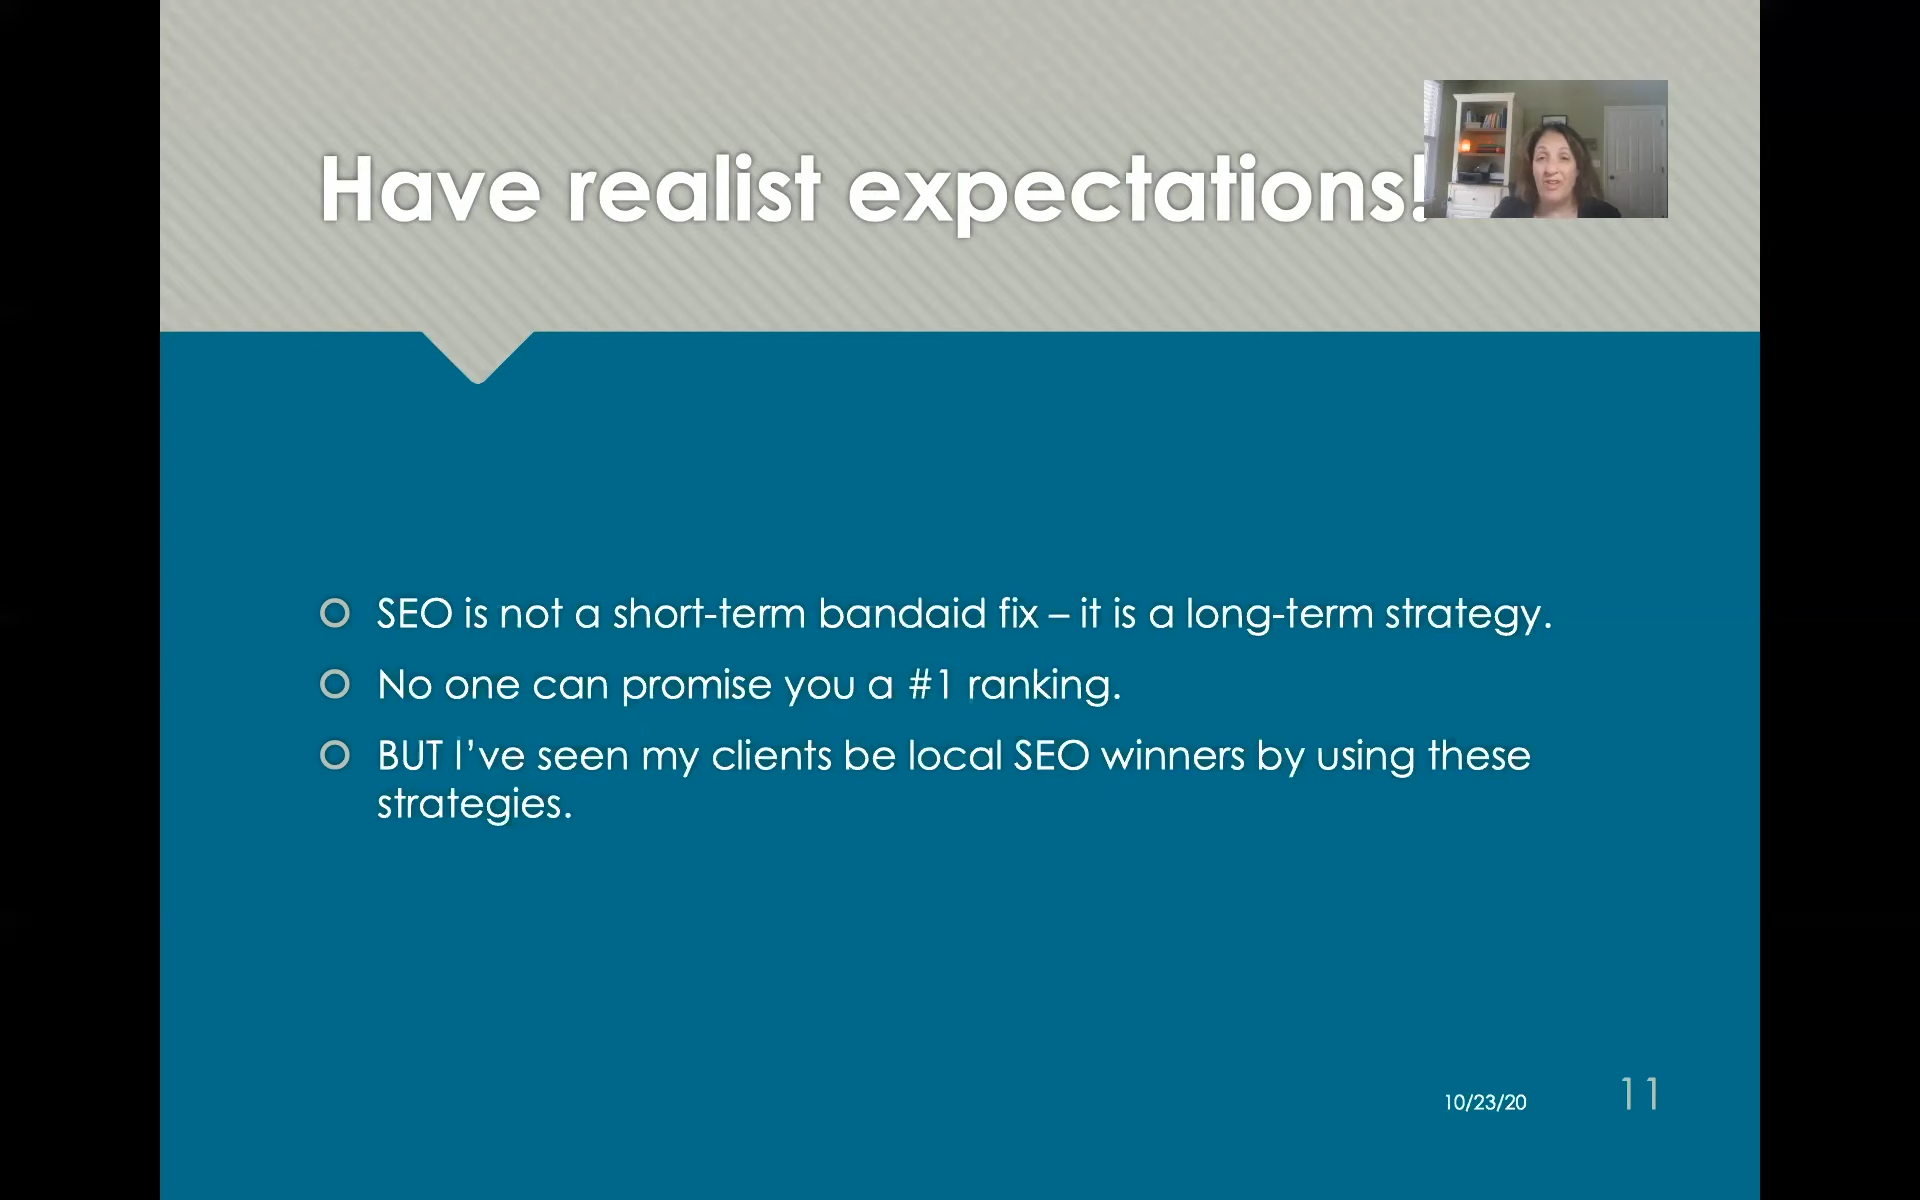 Have realist expectations!
SEO is not a short-term bandaid fix – it is a long-term strategy.
No one can promise you a #1 ranking.
BUT I’ve seen my clients be local SEO winners by using these
strategies.
10/23/20
11